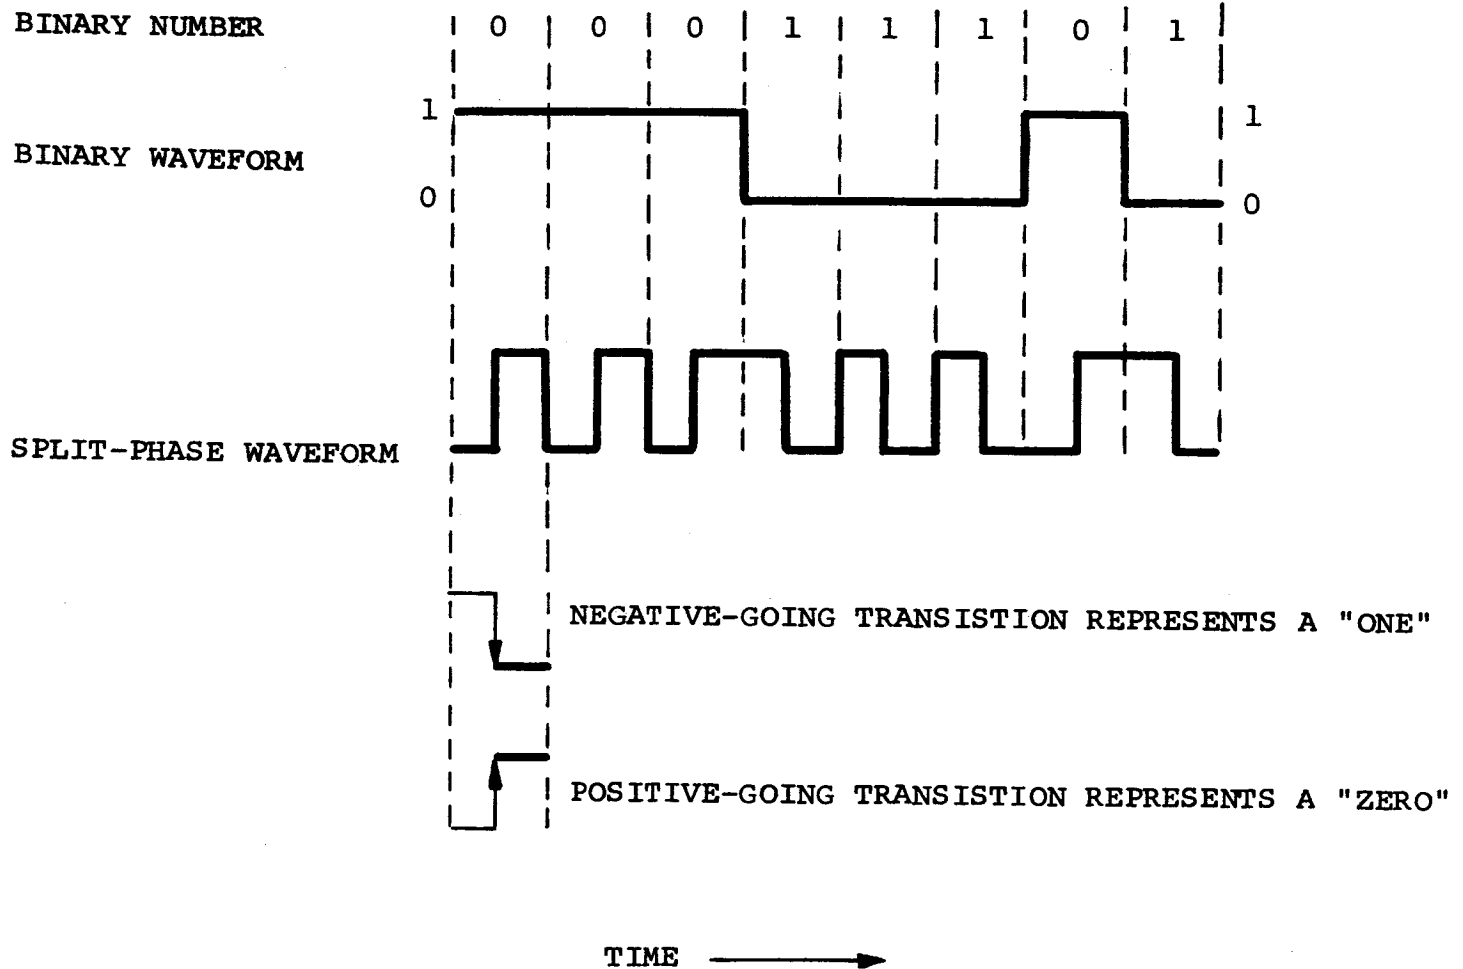 BINARY NUMBER 0 0 0 1 1 1 0 1
1 1
BINARY WAVEFORM
0 0
SPLIT-PHASE WAVEFORM
NEGATIVE-GOING TRANSISTION REPRESENTS A "ONE"
POSITIVE-GOING TRANSISTION REPRESENTS A "ZERO"
TIME